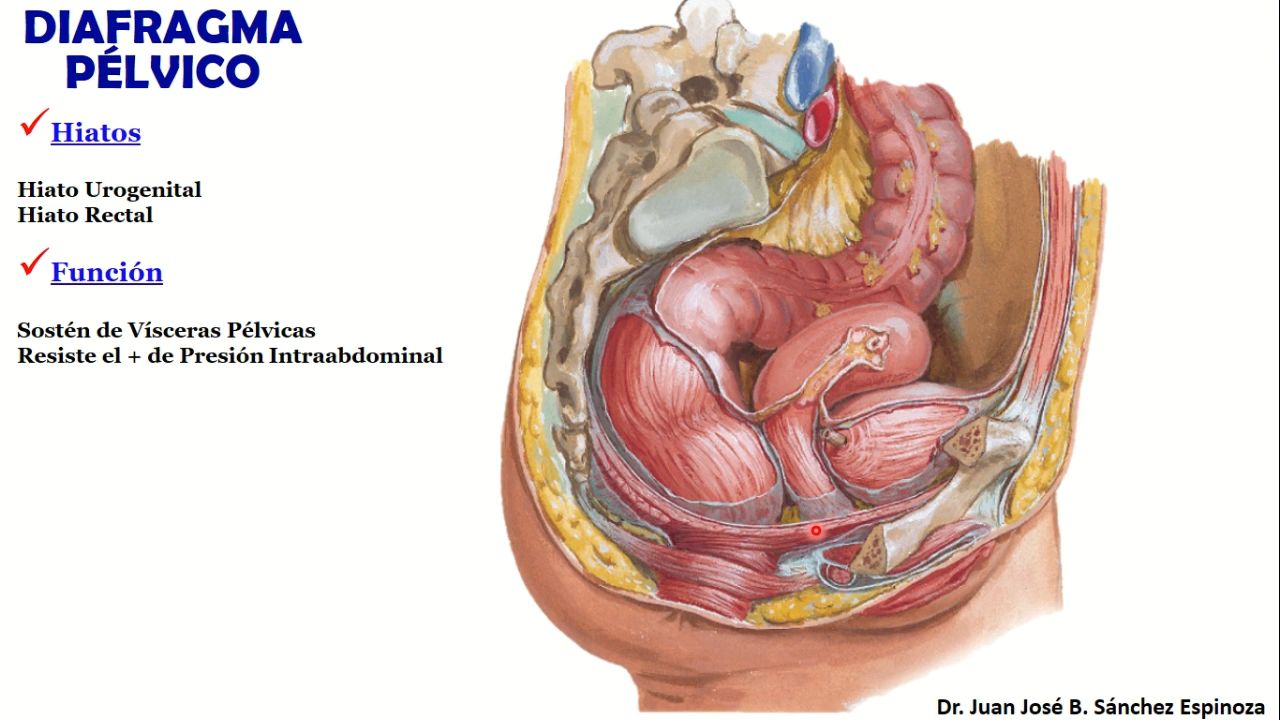 DIAFRAGMA
PÉLVICO
Hiatos
Hiato Urogenital
Hiato Rectal
Función
Sostén de Vísceras Pélvicas
Resiste el + de Presión Intraabdominal
Dr. Juan José B. Sánchez Espinoza